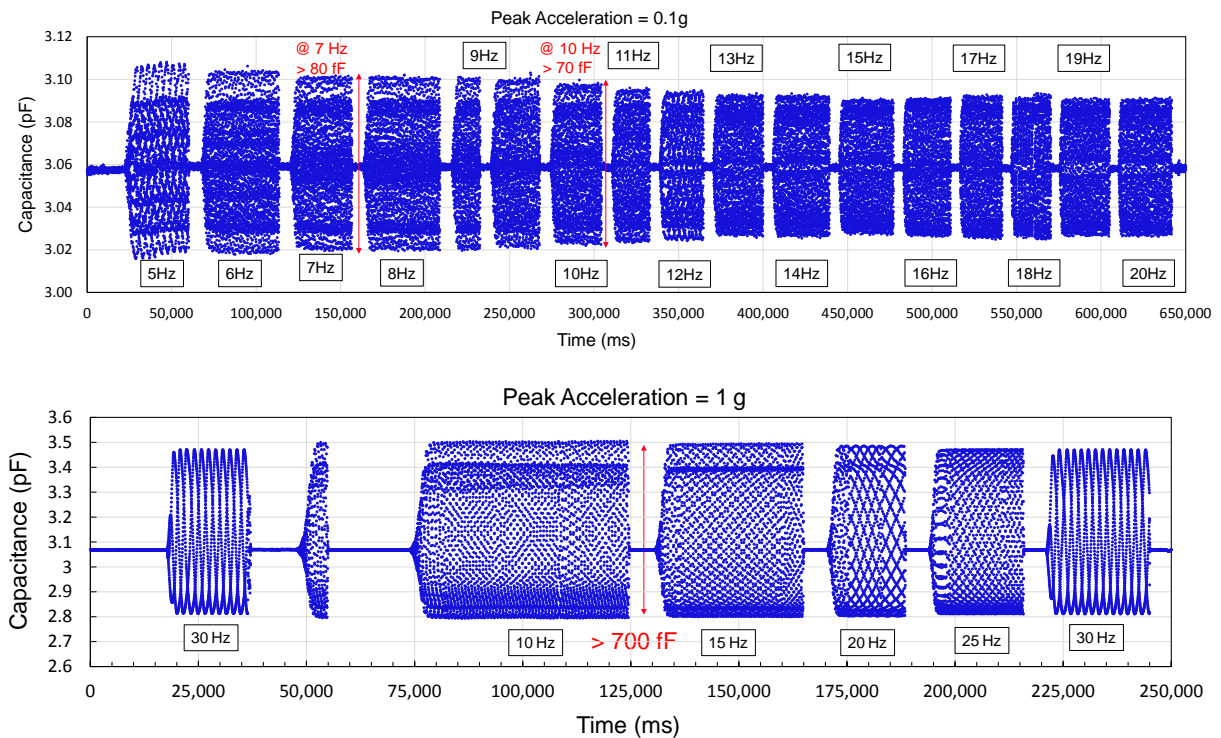 Peak Acceleration = 0.1g
3.12
3.10
3.08
3.06
3.04
3.02
3.00
Capacitance (pF)
@ 7 Hz
> 80 fF
9Hz
@ 10 Hz
> 70 fF
11Hz
13Hz
15Hz
17Hz
19Hz
5Hz
6Hz
7Hz
8Hz
10Hz
12Hz
14Hz
16Hz
18Hz
20Hz
0 50,000 100,000 150,000 200,000 250,000 300,000 350,000 400,000 450,000 500,000 550,000 600,000 650,000
Time (ms)
Peak Acceleration = 1 g
3.6
3.5
3.4
3.3
3.2
3.1
3
2.9
2.8
2.7
2.6
Capacitance (pF)
30 Hz
10 Hz
> 700 fF
15 Hz
20 Hz
25 Hz
30 Hz
0 25,000 50,000 75,000 100,000 125,000 150,000 175,000 200,000 225,000 250,000
Time (ms)